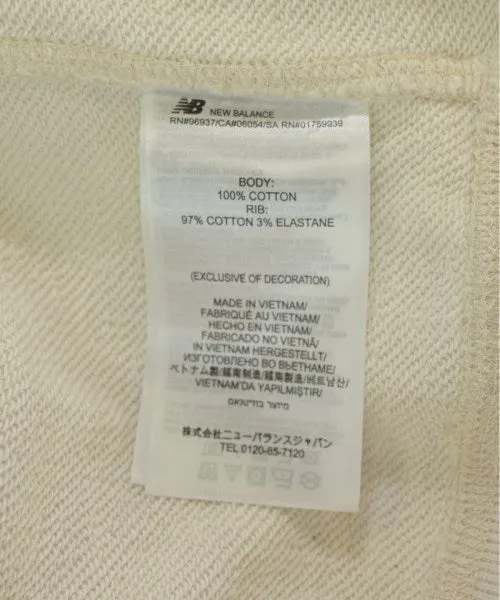 NB NEW BALANCE
RN#96937/CA#06054/SA RN#01759939
BODY:
100% COTTON
RIB:
97% COTTON 3% ELASTANE
(EXCLUSIVE OF DECORATION)
MADE IN VIETNAM/
FABRIQUÉ AU VIETNAM/
HECHO EN VIETNAM/
FABRICADO NO VIETNÃ/
IN VIETNAM HERGESTELLT/
ИЗГОТОВЛЕНО ВО ВЬЕТНАМЕ/
ベトナム製/越南制造/越南製造/베트남산/
VIETNAM'DA YAPILMIŞTIR/
מיוצר בווייטנאם
株式会社ニューバランスジャパン
TEL.0120-85-7120